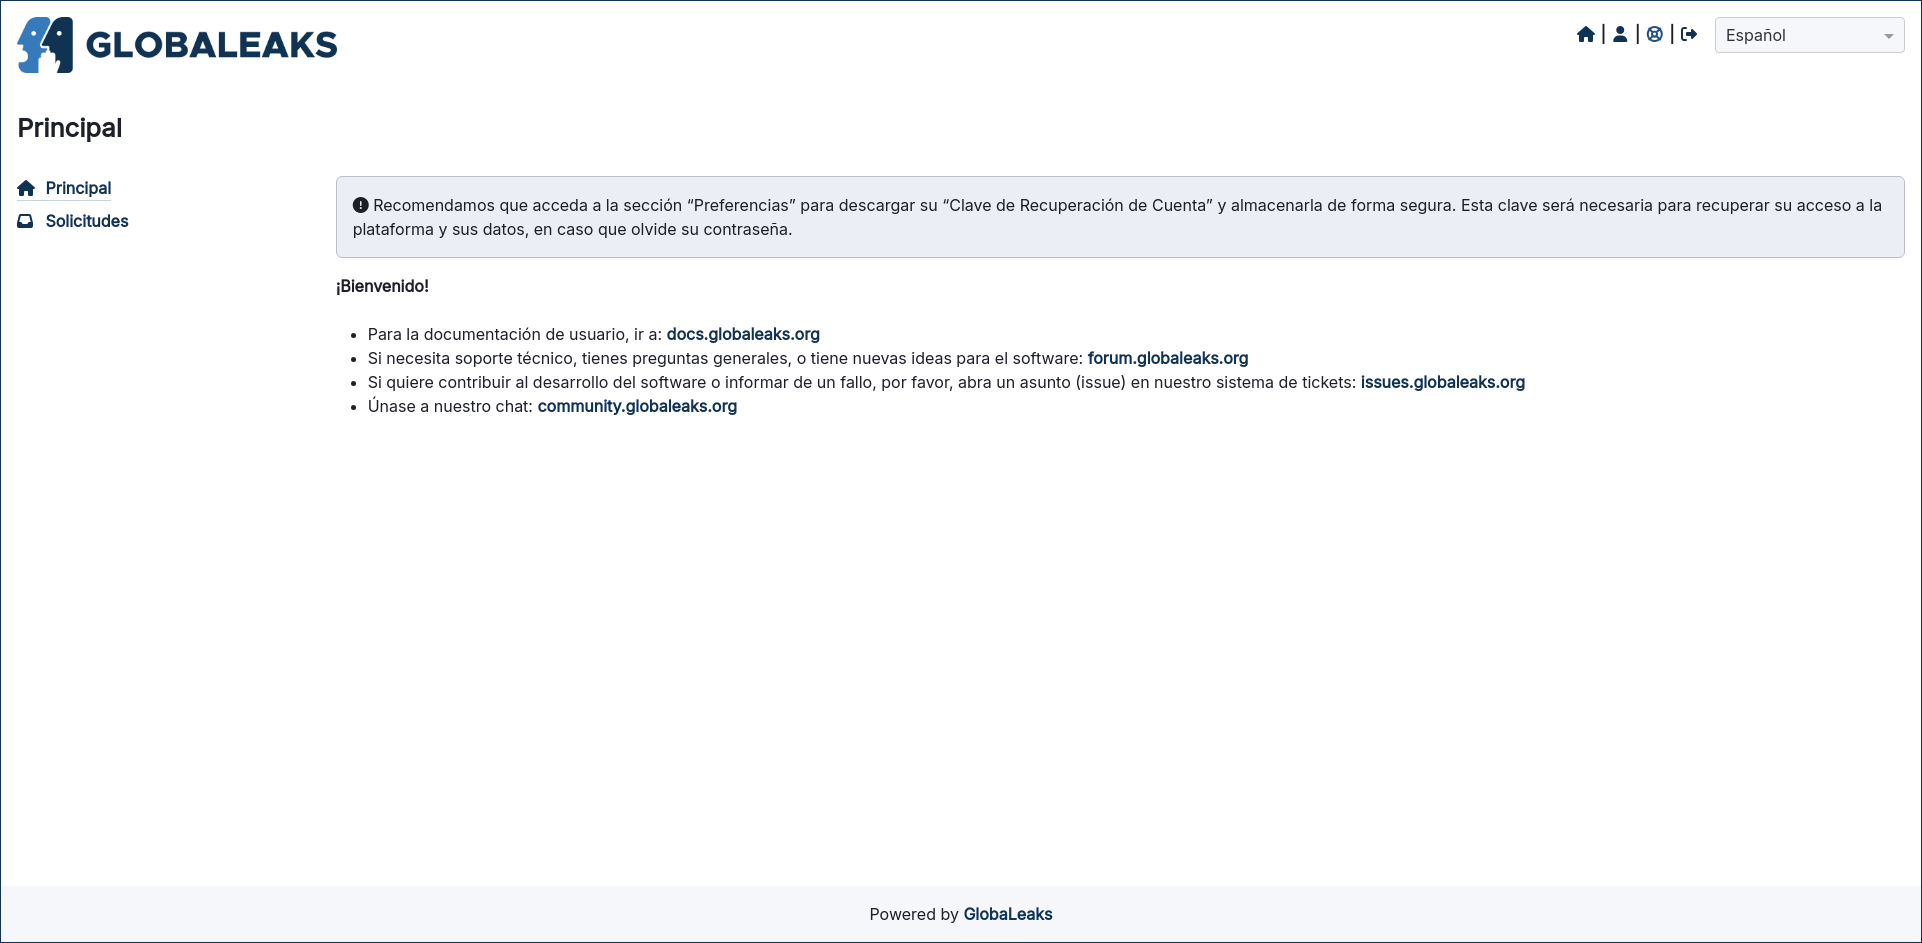 GLOBALEAKS
Español
Principal
Principal
Solicitudes
Recomendamos que acceda a la sección “Preferencias” para descargar su “Clave de Recuperación de Cuenta” y almacenarla de forma segura. Esta clave será necesaria para recuperar su acceso a la
plataforma y sus datos, en caso que olvide su contraseña.
¡Bienvenido!
Para la documentación de usuario, ir a: docs.globaleaks.org
Si necesita soporte técnico, tienes preguntas generales, o tiene nuevas ideas para el software: forum.globaleaks.org
Si quiere contribuir al desarrollo del software o informar de un fallo, por favor, abra un asunto (issue) en nuestro sistema de tickets: issues.globaleaks.org
Únase a nuestro chat: community.globaleaks.org
Powered by GlobaLeaks